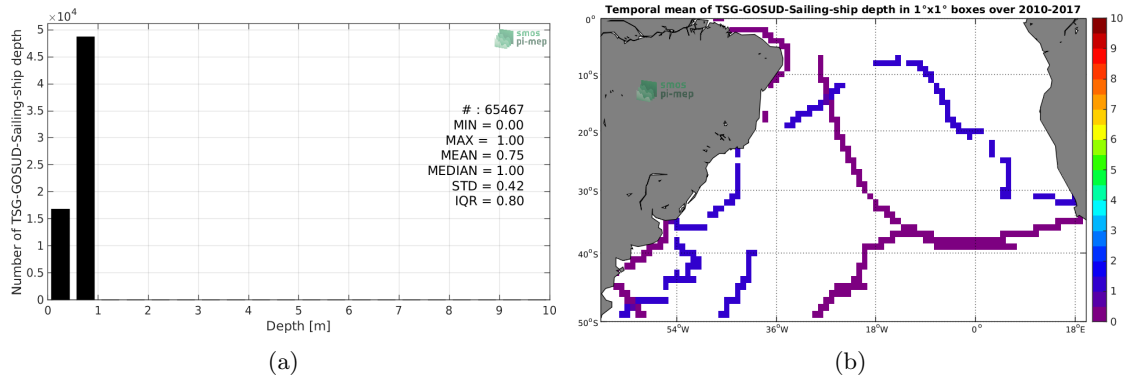 ×10⁴
5
4.5
4
3.5
3
2.5
2
1.5
1
0.5
0
Number of TSG-GOSUD-Sailing-ship depth
smos
pi-mep
# : 65467
MIN = 0.00
MAX = 1.00
MEAN = 0.75
MEDIAN = 1.00
STD = 0.42
IQR = 0.80
0 1 2 3 4 5 6 7 8 9 10
Depth [m]
(a)
Temporal mean of TSG-GOSUD-Sailing-ship depth in 1°x1° boxes over 2010-2017
smos
pi-mep
0°
10°S
20°S
30°S
40°S
50°S
54°W 36°W 18°W 0° 18°E
10
9
8
7
6
5
4
3
2
1
0
(b)